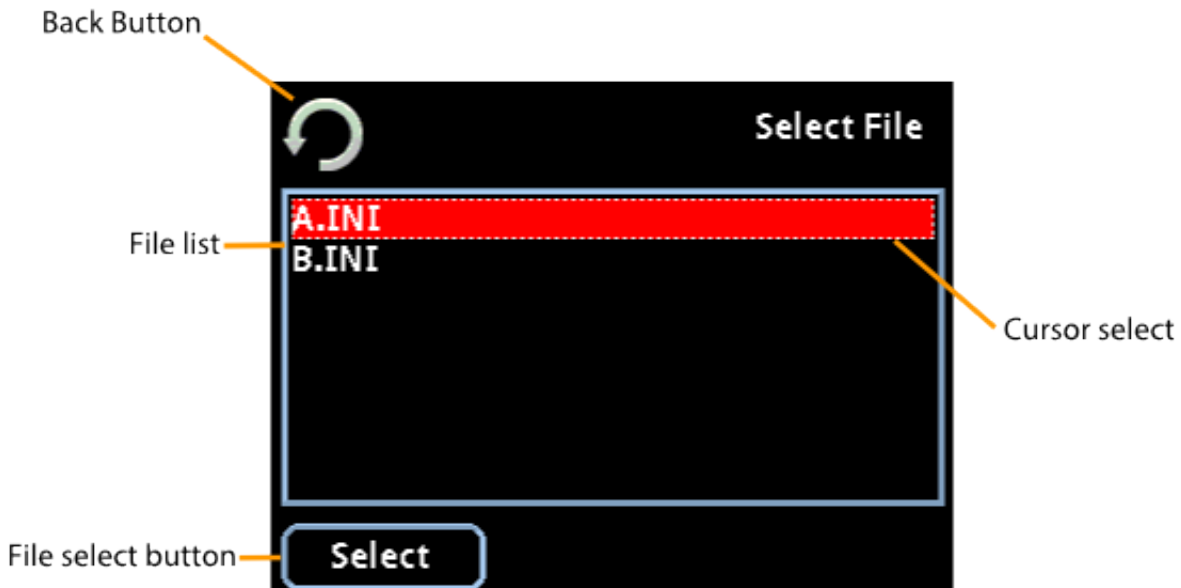 Back Button
Select File
A.INI
File list
B.INI
Cursor select
File select button
Select